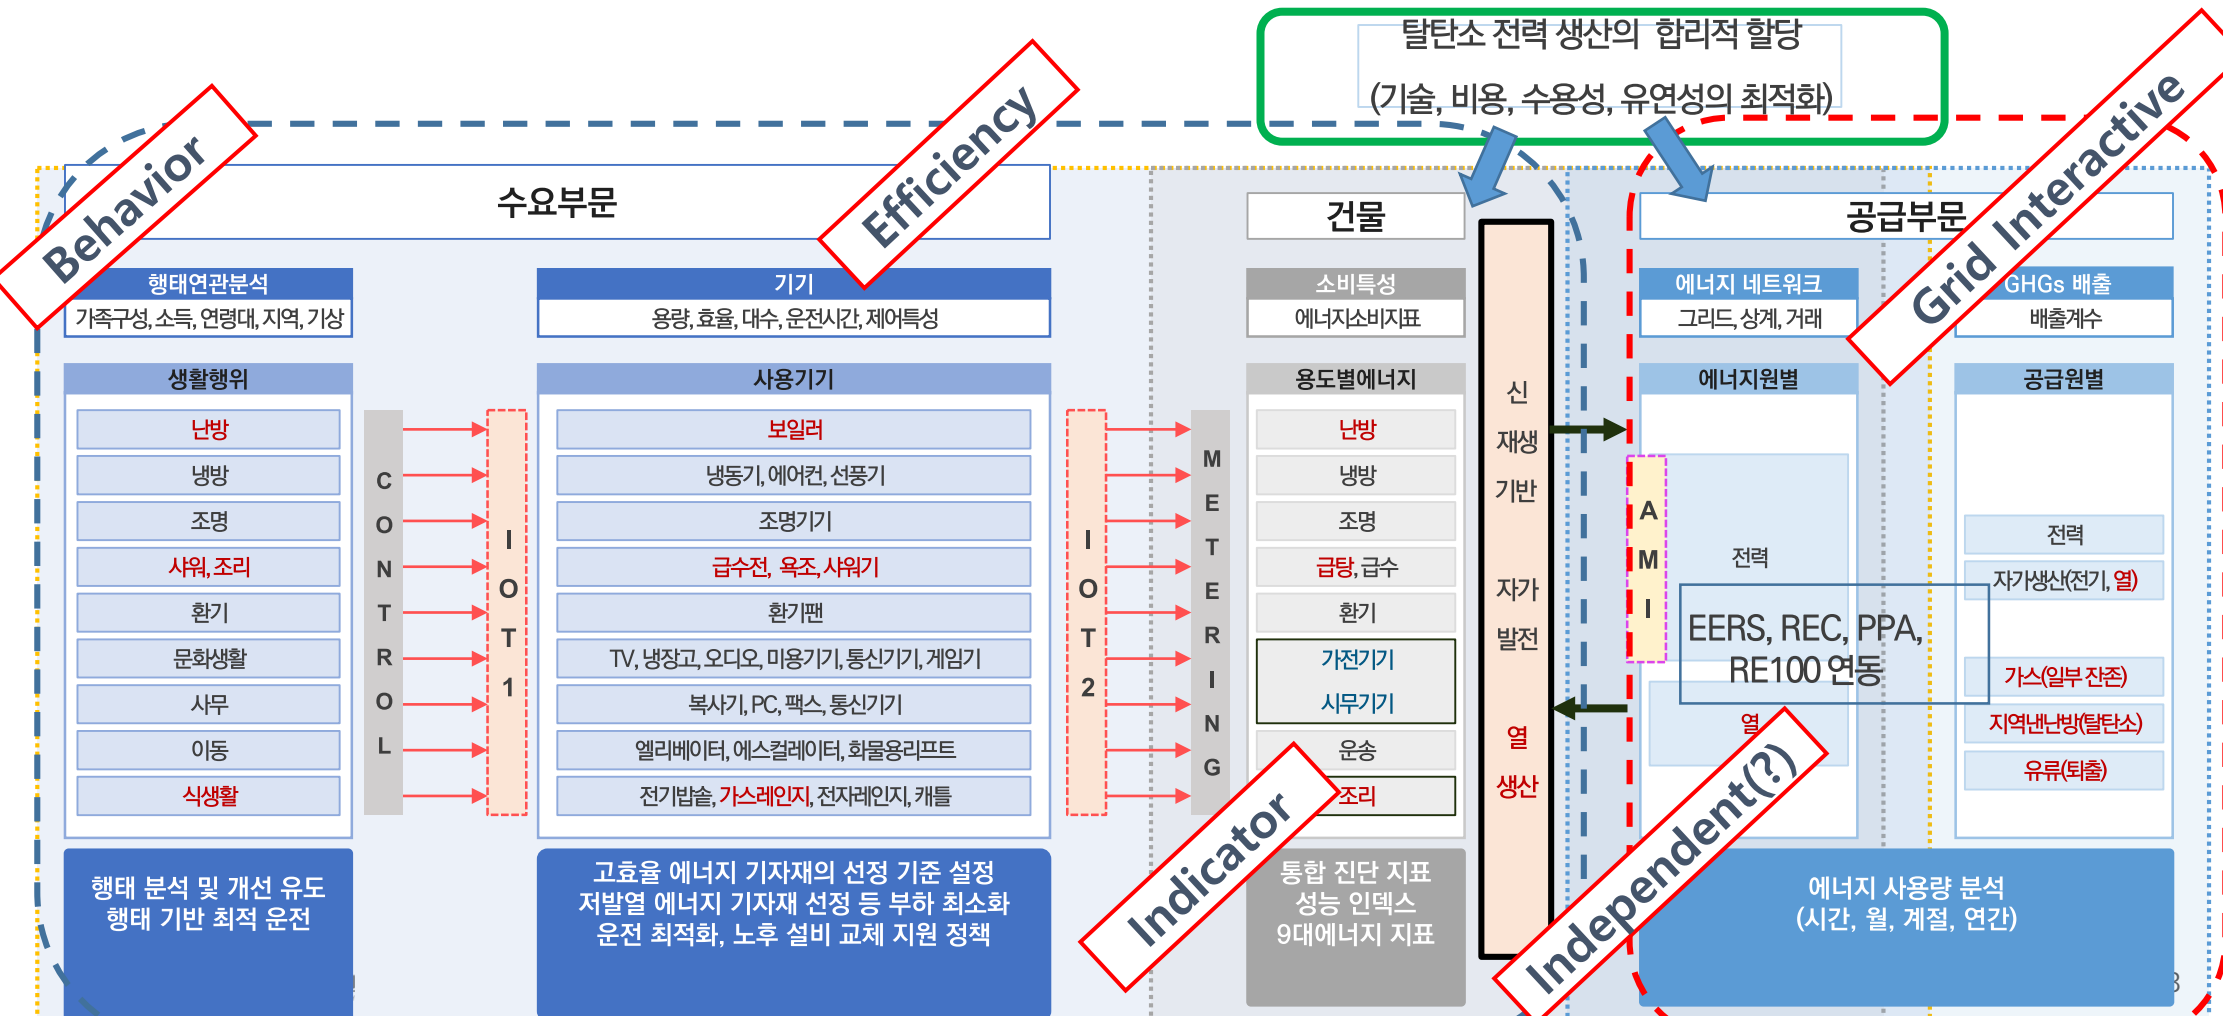 탈탄소 전력 생산의 합리적 할당
(기술, 비용, 수용성, 유연성의 최적화)
Behavior
Efficiency
Grid Interactive
수요부문
건물
공급부문
행태연관분석
가족구성, 소득, 연령대, 지역, 기상
기기
용량, 효율, 대수, 운전시간, 제어특성
소비특성
에너지소비지표
에너지 네트워크
그리드, 상계, 거래
GHGs 배출
배출계수
생활행위
난방
냉방
조명
샤워, 조리
환기
문화생활
사무
이동
식생활
CONTROL
IOT1
사용기기
보일러
냉동기, 에어컨, 선풍기
조명기기
급수전, 욕조, 샤워기
환기팬
TV, 냉장고, 오디오, 미용기기, 통신기기, 게임기
복사기, PC, 팩스, 통신기기
엘리베이터, 에스컬레이터, 화물용리프트
전기밥솥, 가스레인지, 전자레인지, 캐틀
IOT2
METERING
용도별에너지
난방
냉방
조명
급탕, 급수
환기
가전기기
시무기기
운송
조리
신
재생
기반
자가
발전
열
생산
AMI
에너지원별
전력
열
EERS, REC, PPA,
RE100 연동
공급원별
전력
자가생산(전기, 열)
가스(일부 잔존)
지역낸난방(탈탄소)
유류(퇴출)
Indicator
Independent(?)
행태 분석 및 개선 유도
행태 기반 최적 운전
고효율 에너지 기자재의 선정 기준 설정
저발열 에너지 기자재 선정 등 부하 최소화
운전 최적화, 노후 설비 교체 지원 정책
통합 진단 지표
성능 인덱스
9대에너지 지표
에너지 사용량 분석
(시간, 월, 계절, 연간)